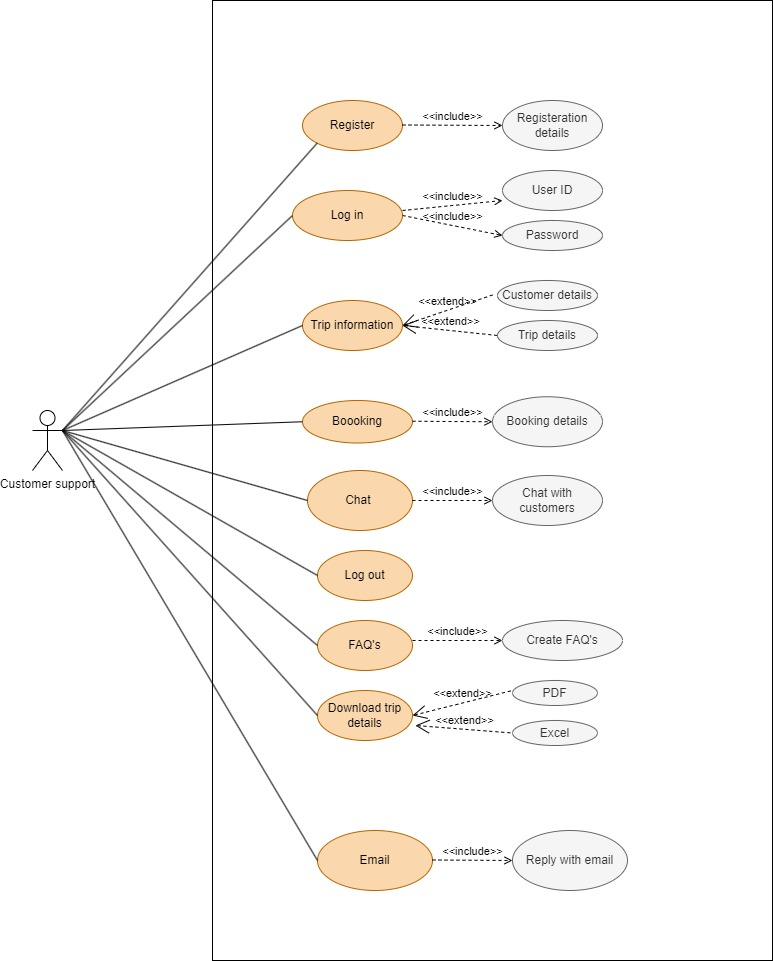 Register
<<include>>
Registeration
details
Log in
<<include>>
<<include>>
User ID
Password
Trip information
<<extend>>
<<extend>>
Customer details
Trip details
Customer support
Boooking
<<include>>
Booking details
Chat
<<include>>
Chat with
customers
Log out
FAQ's
<<include>>
Create FAQ's
Download trip
details
<<extend>>
<<extend>>
PDF
Excel
Email
<<include>>
Reply with email